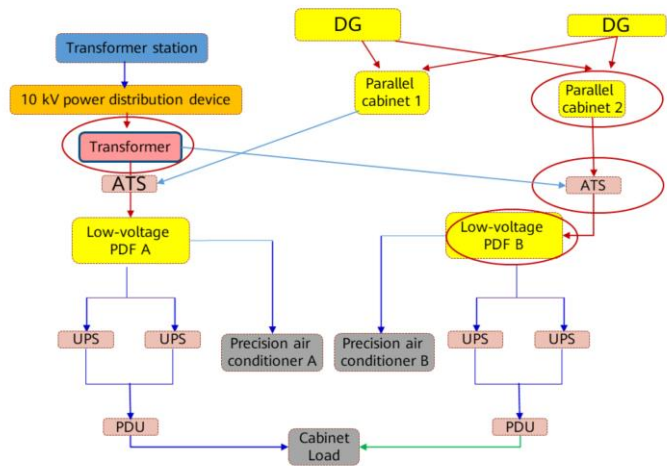 DG
DG
Transformer station
Parallel
cabinet 1
Parallel
cabinet 2
10 kV power distribution device
Transformer
ATS
ATS
Low-voltage
PDF A
Low-voltage
PDF B
UPS
UPS
Precision air
conditioner A
Precision air
conditioner B
UPS
UPS
PDU
Cabinet
Load
PDU